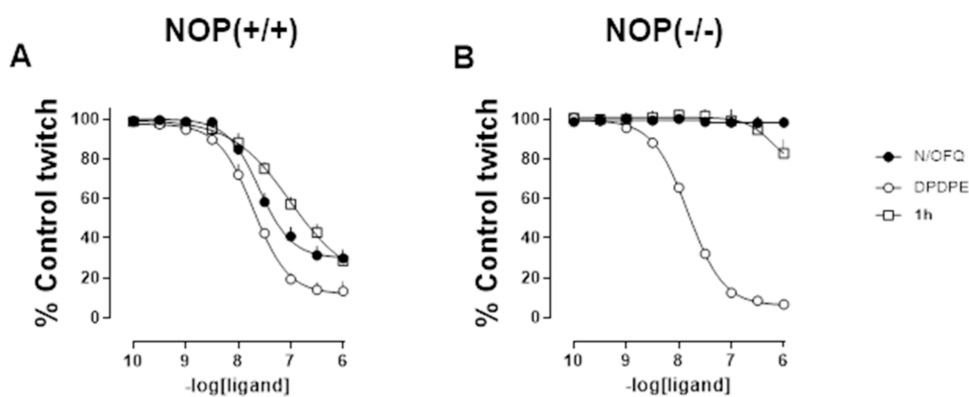 NOP(+/+)
NOP(-/-)
A
B
% Control twitch
100
80
60
40
20
0
10 9 8 7 6
-log[ligand]
% Control twitch
100
80
60
40
20
0
10 9 8 7 6
-log[ligand]
N/OFQ
DPDPE
1h